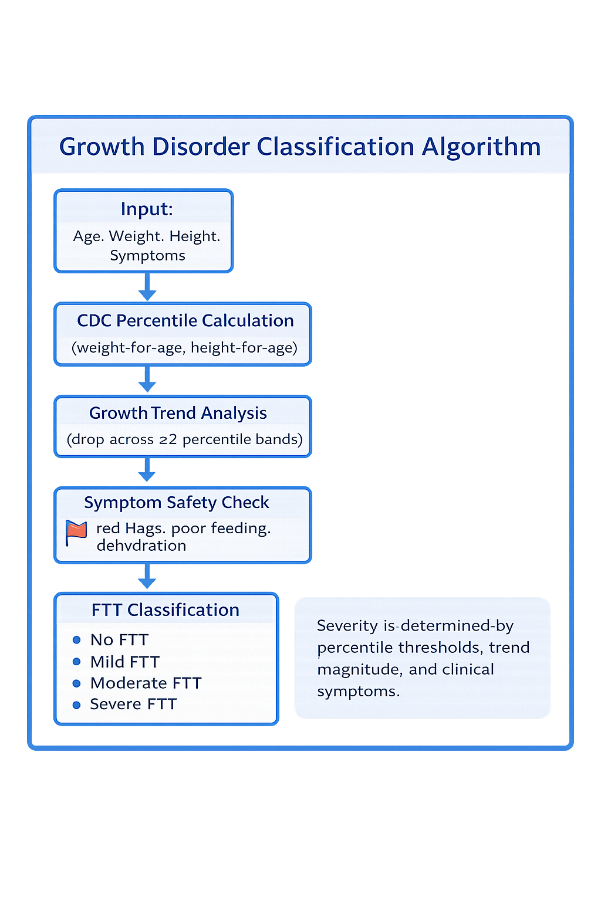 Growth Disorder Classification Algorithm
Input:
Age. Weight. Height.
Symptoms
CDC Percentile Calculation
(weight-for-age, height-for-age)
Growth Trend Analysis
(drop across ≥2 percentile bands)
Symptom Safety Check
red Hags. poor feeding.
dehvdration
FTT Classification
No FTT
Mild FTT
Moderate FTT
Severe FTT
Severity is-determined-by
percentile thresholds, trend
magnitude, and clinical
symptoms.